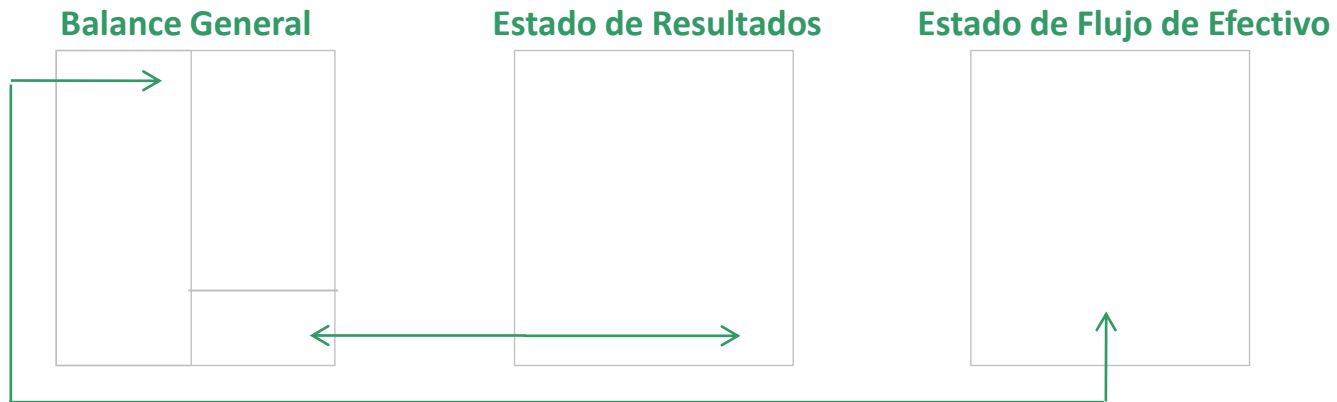 Balance General
Estado de Resultados
Estado de Flujo de Efectivo